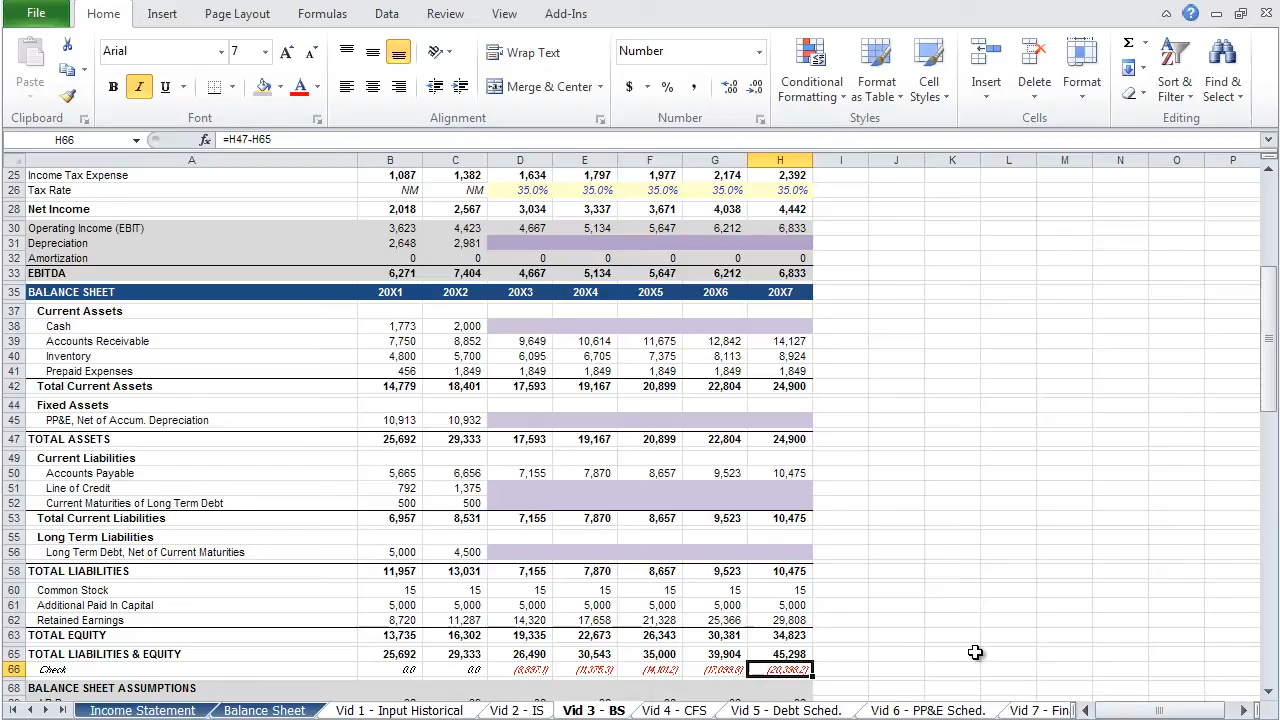 File Home Insert Page Layout Formulas Data Review View Add-Ins
Paste Arial 7 Wrap Text Number Conditional Formatting Format as Table Cell Styles Insert Delete Format Sort & Filter Find & Select
B I U Merge & Center $ % ,
Clipboard Font Alignment Number Styles Cells Editing
H66 fx =H47-H65
A B C D E F G H I J K L M N O P
25 Income Tax Expense 1,087 1,382 1,634 1,797 1,977 2,174 2,392
26 Tax Rate NM NM 35.0% 35.0% 35.0% 35.0% 35.0%
28 Net Income 2,018 2,567 3,034 3,337 3,671 4,038 4,442
30 Operating Income (EBIT) 3,623 4,423 4,667 5,134 5,647 6,212 6,833
31 Depreciation 2,648 2,981
32 Amortization 0 0 0 0 0 0 0
33 EBITDA 6,271 7,404 4,667 5,134 5,647 6,212 6,833
35 BALANCE SHEET 20X1 20X2 20X3 20X4 20X5 20X6 20X7
37 Current Assets
38 Cash 1,773 2,000
39 Accounts Receivable 7,750 8,852 9,649 10,614 11,675 12,842 14,127
40 Inventory 4,800 5,700 6,095 6,705 7,375 8,113 8,924
41 Prepaid Expenses 456 1,849 1,849 1,849 1,849 1,849 1,849
42 Total Current Assets 14,779 18,401 17,593 19,167 20,899 22,804 24,900
44 Fixed Assets
45 PP&E, Net of Accum. Depreciation 10,913 10,932
47 TOTAL ASSETS 25,692 29,333 17,593 19,167 20,899 22,804 24,900
49 Current Liabilities
50 Accounts Payable 5,665 6,656 7,155 7,870 8,657 9,523 10,475
51 Line of Credit 792 1,375
52 Current Maturities of Long Term Debt 500 500
53 Total Current Liabilities 6,957 8,531 7,155 7,870 8,657 9,523 10,475
55 Long Term Liabilities
56 Long Term Debt, Net of Current Maturities 5,000 4,500
58 TOTAL LIABILITIES 11,957 13,031 7,155 7,870 8,657 9,523 10,475
60 Common Stock 15 15 15 15 15 15 15
61 Additional Paid In Capital 5,000 5,000 5,000 5,000 5,000 5,000 5,000
62 Retained Earnings 8,720 11,287 14,320 17,658 21,328 25,366 29,808
63 TOTAL EQUITY 13,735 16,302 19,335 22,673 26,343 30,381 34,823
65 TOTAL LIABILITIES & EQUITY 25,692 29,333 26,490 30,543 35,000 39,904 45,298
66 Check 0.0 0.0
68 BALANCE SHEET ASSUMPTIONS
Income Statement Balance Sheet Vid 1 - Input Historical Vid 2 - IS Vid 3 - BS Vid 4 - CFS Vid 5 - Debt Sched. Vid 6 - PP&E Sched. Vid 7 - Fin